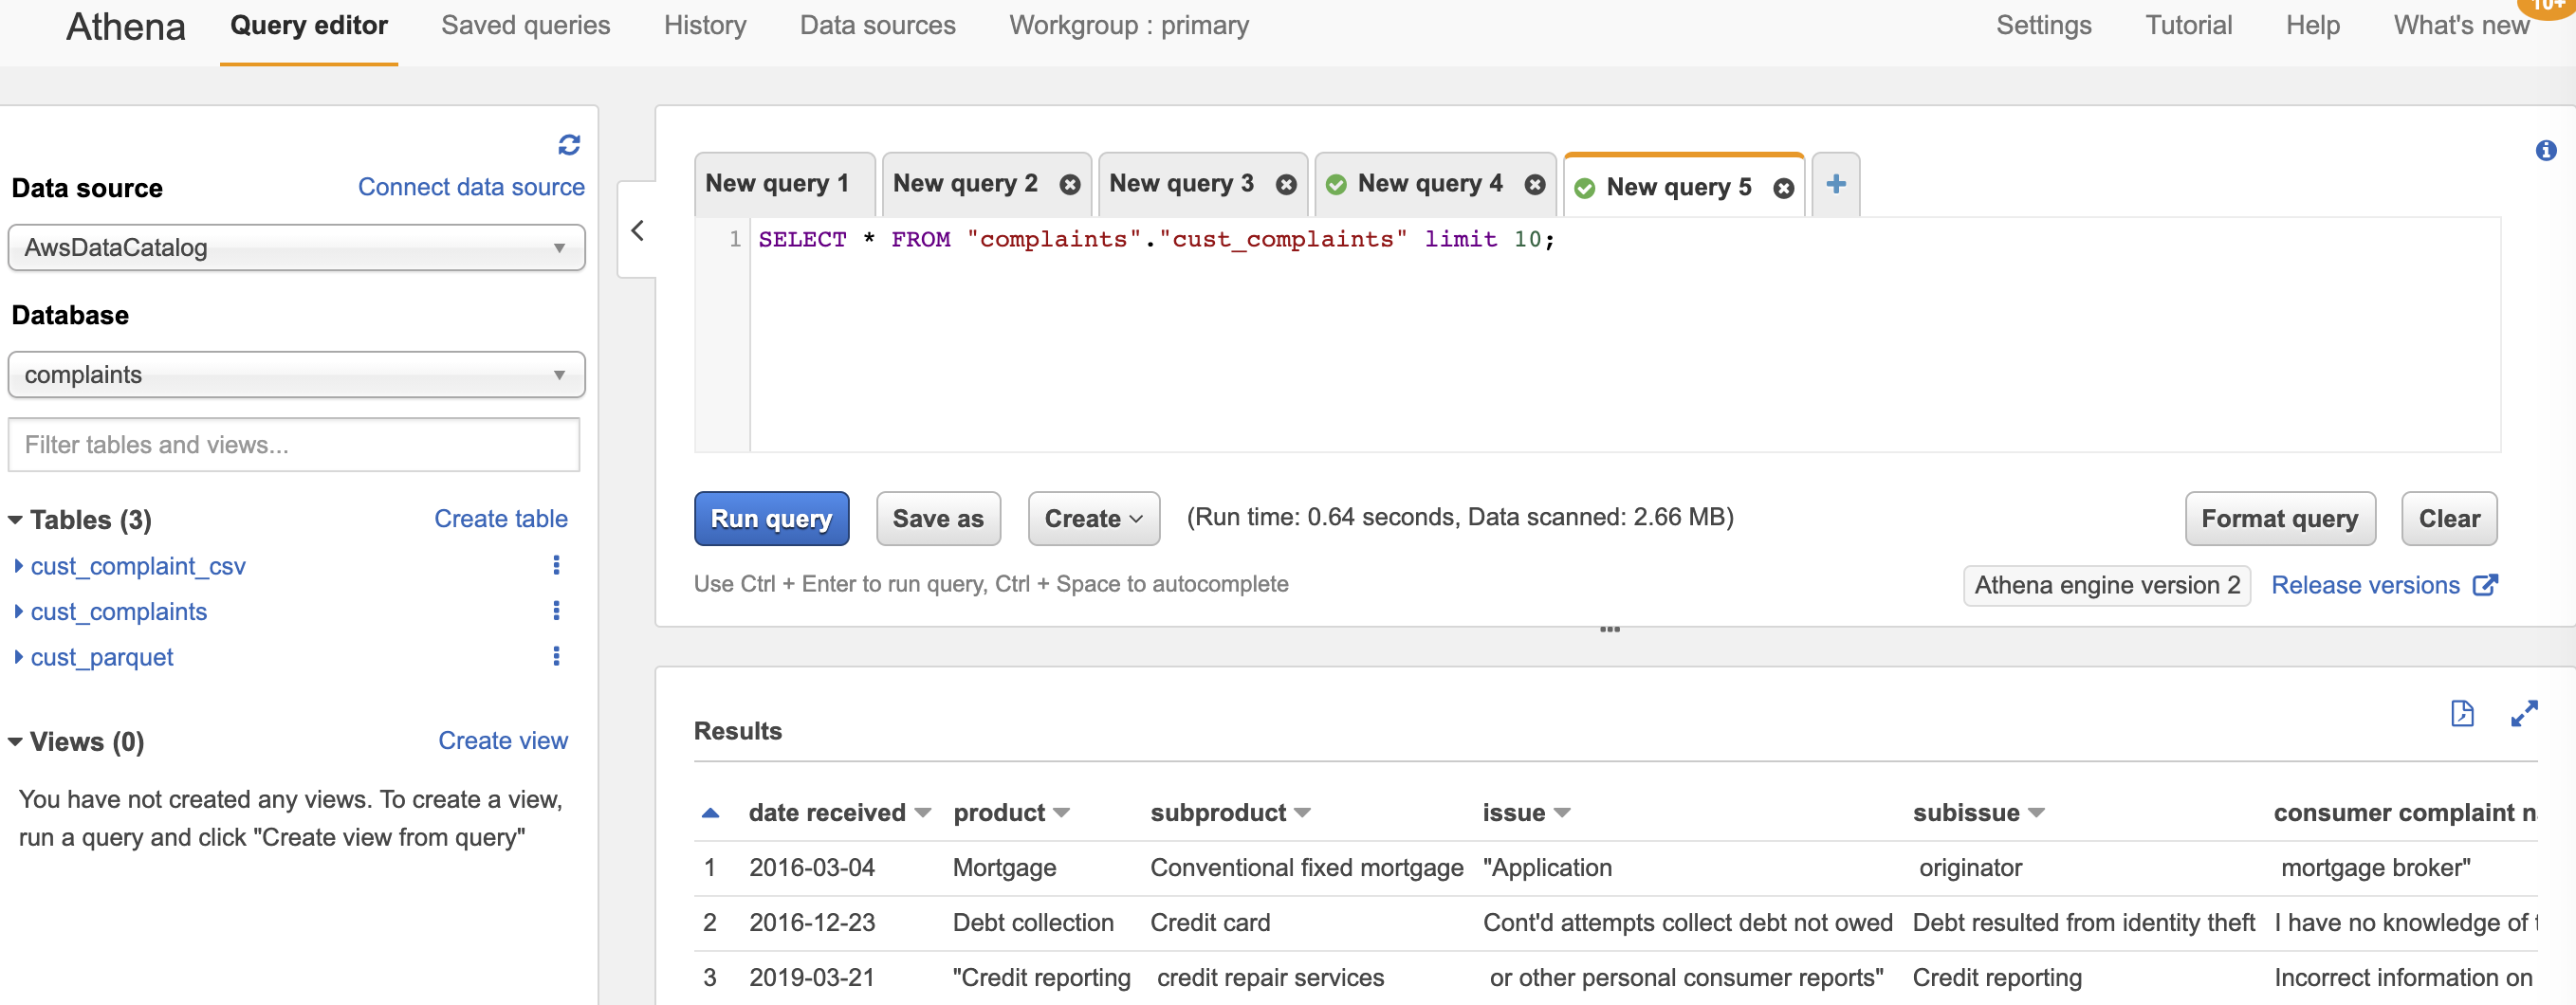 Athena Query editor Saved queries History Data sources Workgroup : primary Settings Tutorial Help What's new 10+
Data source Connect data source
AwsDataCatalog
Database
complaints
Filter tables and views...
Tables (3) Create table
cust_complaint_csv
cust_complaints
cust_parquet
Views (0) Create view
You have not created any views. To create a view,
run a query and click "Create view from query"
New query 1 New query 2 New query 3 New query 4 New query 5
1 SELECT * FROM "complaints"."cust_complaints" limit 10;
Run query Save as Create (Run time: 0.64 seconds, Data scanned: 2.66 MB) Format query Clear
Use Ctrl + Enter to run query, Ctrl + Space to autocomplete Athena engine version 2 Release versions
Results
date received product subproduct issue subissue consumer complaint n
1 2016-03-04 Mortgage Conventional fixed mortgage "Application originator mortgage broker"
2 2016-12-23 Debt collection Credit card Cont'd attempts collect debt not owed Debt resulted from identity theft I have no knowledge of t
3 2019-03-21 "Credit reporting credit repair services or other personal consumer reports" Credit reporting Incorrect information on